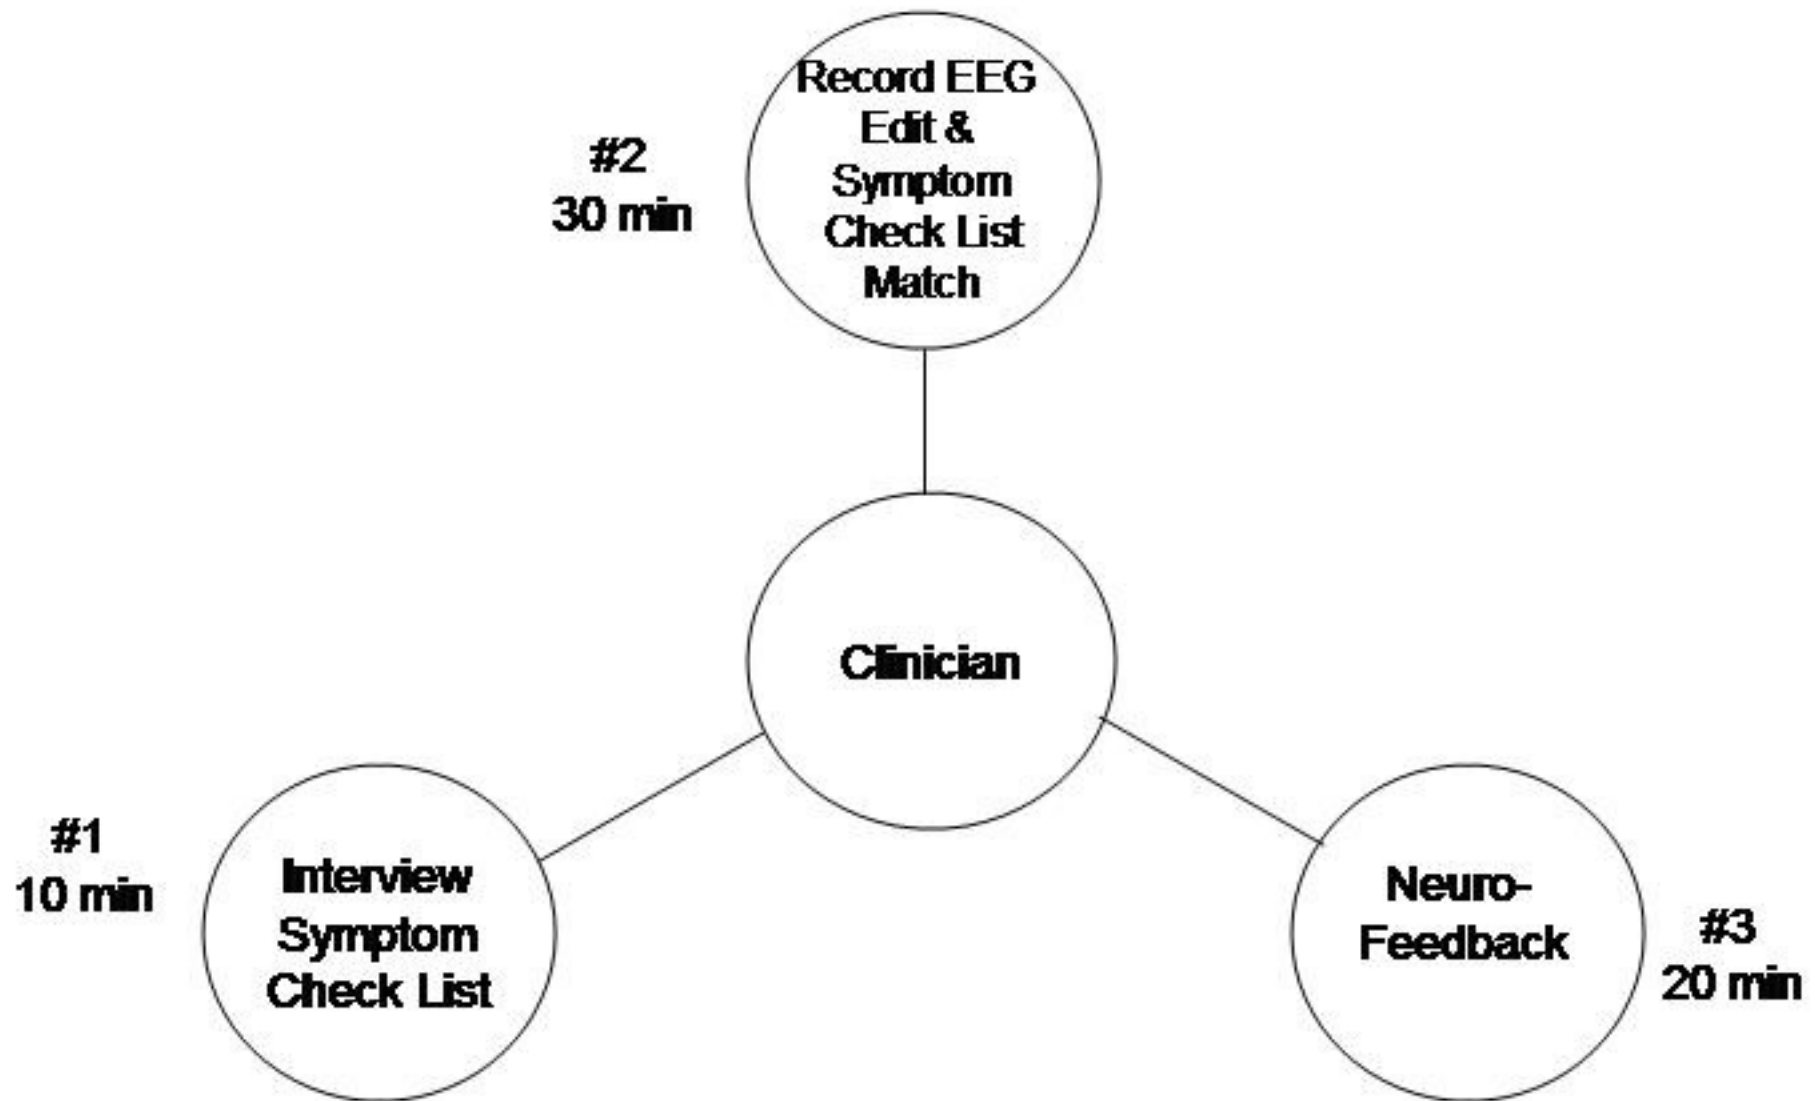 Record EEG
Edit &
Symptom
Check List
Match
#2
30 min
Clinician
#1
10 min
Interview
Symptom
Check List
Neuro-
Feedback
#3
20 min